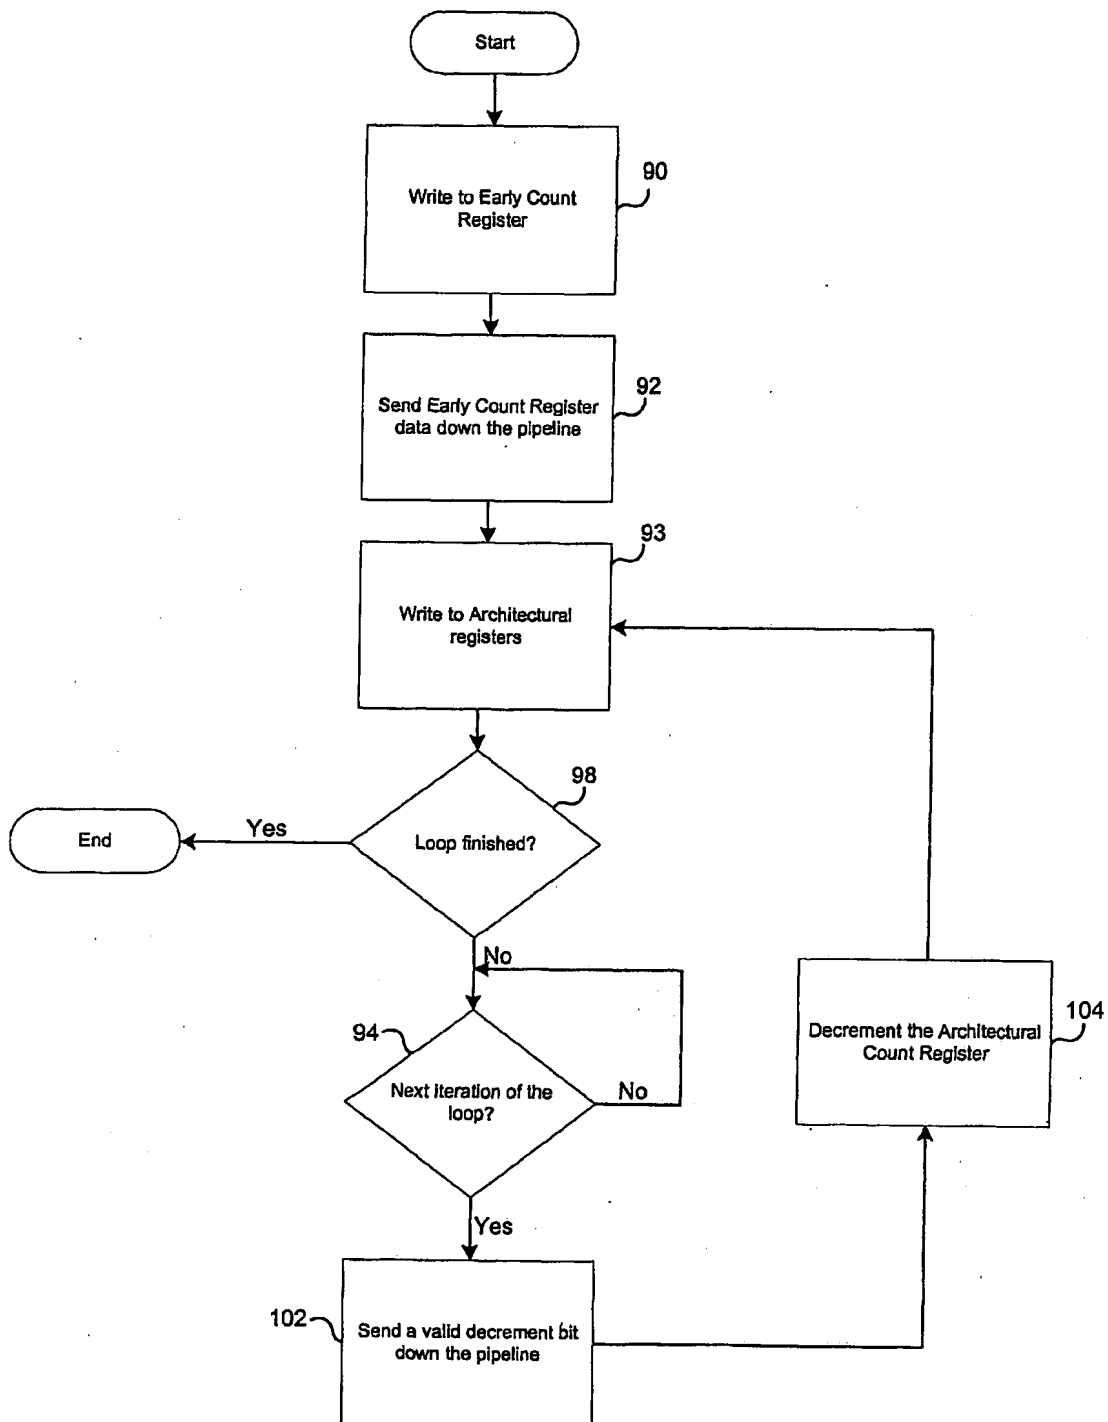 Start
Write to Early Count
Register
90
Send Early Count Register
data down the pipeline
92
Write to Architectural
registers
93
Loop finished?
98
Yes
End
No
94
Next iteration of the
loop?
No
Decrement the Architectural
Count Register
104
Yes
102
Send a valid decrement bit
down the pipeline